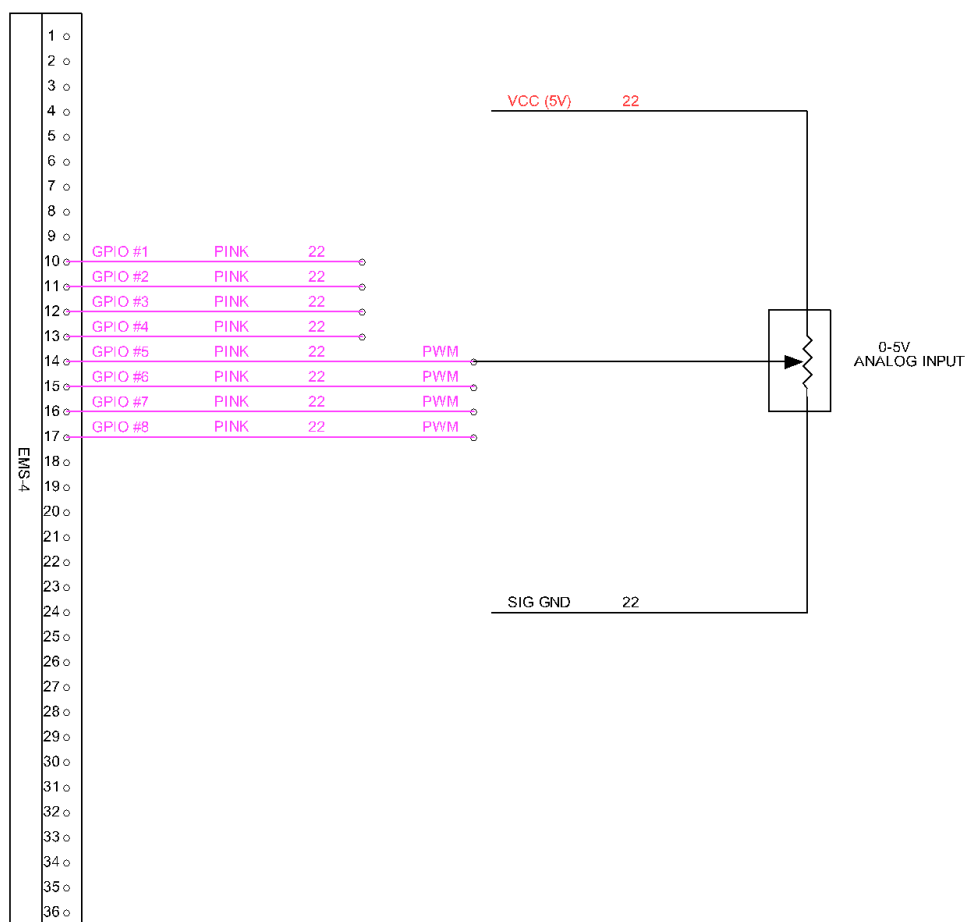 1
2
3
4 VCC (5V) 22
5
6
7
8
9
GPIO #1 PINK 22
10
GPIO #2 PINK 22
11
GPIO #3 PINK 22
12
GPIO #4 PINK 22
13
GPIO #5 PINK 22 PWM
14
0-5V
ANALOG INPUT
GPIO #6 PINK 22 PWM
15
GPIO #7 PINK 22 PWM
16
GPIO #8 PINK 22 PWM
17
EMS-4
18
19
20
21
22
23
SIG GND 22
24
25
26
27
28
29
30
31
32
33
34
35
36